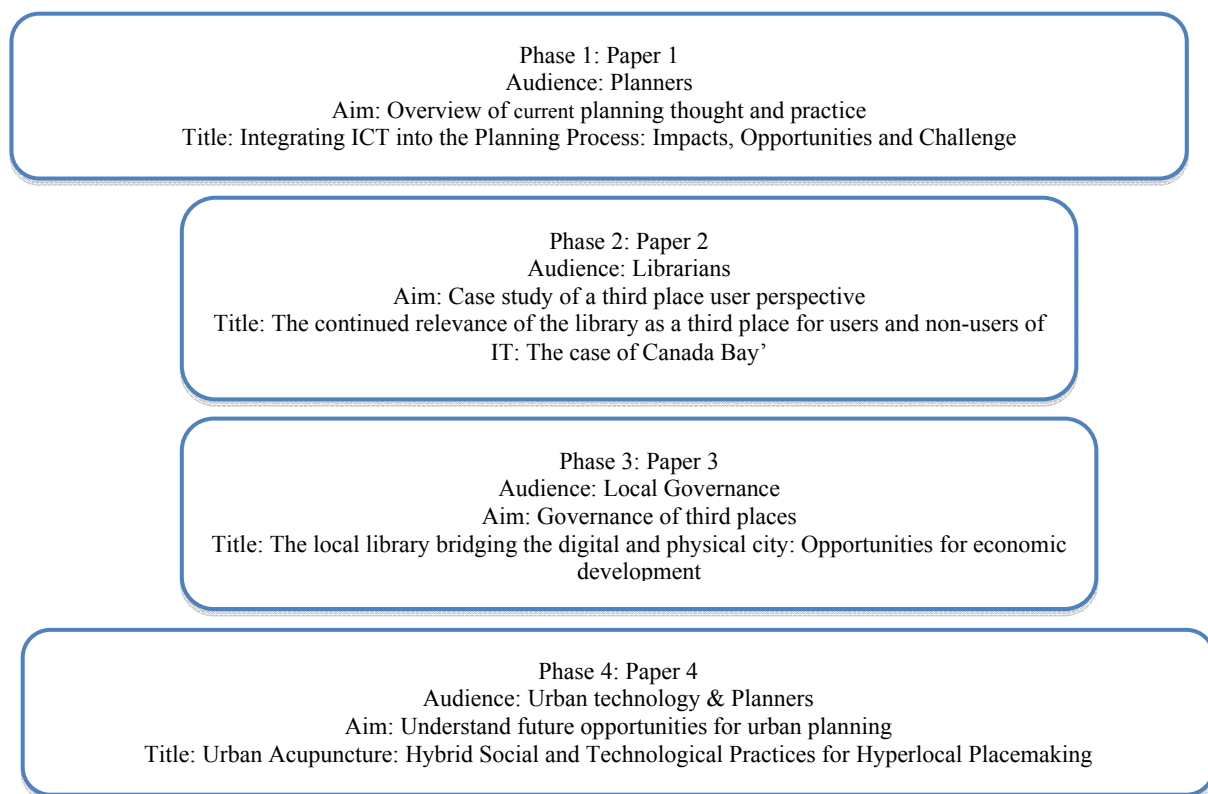 Phase 1: Paper 1
Audience: Planners
Aim: Overview of current planning thought and practice
Title: Integrating ICT into the Planning Process: Impacts, Opportunities and Challenge
Phase 2: Paper 2
Audience: Librarians
Aim: Case study of a third place user perspective
Title: The continued relevance of the library as a third place for users and non-users of
IT: The case of Canada Bay’
Phase 3: Paper 3
Audience: Local Governance
Aim: Governance of third places
Title: The local library bridging the digital and physical city: Opportunities for economic
development
Phase 4: Paper 4
Audience: Urban technology & Planners
Aim: Understand future opportunities for urban planning
Title: Urban Acupuncture: Hybrid Social and Technological Practices for Hyperlocal Placemaking